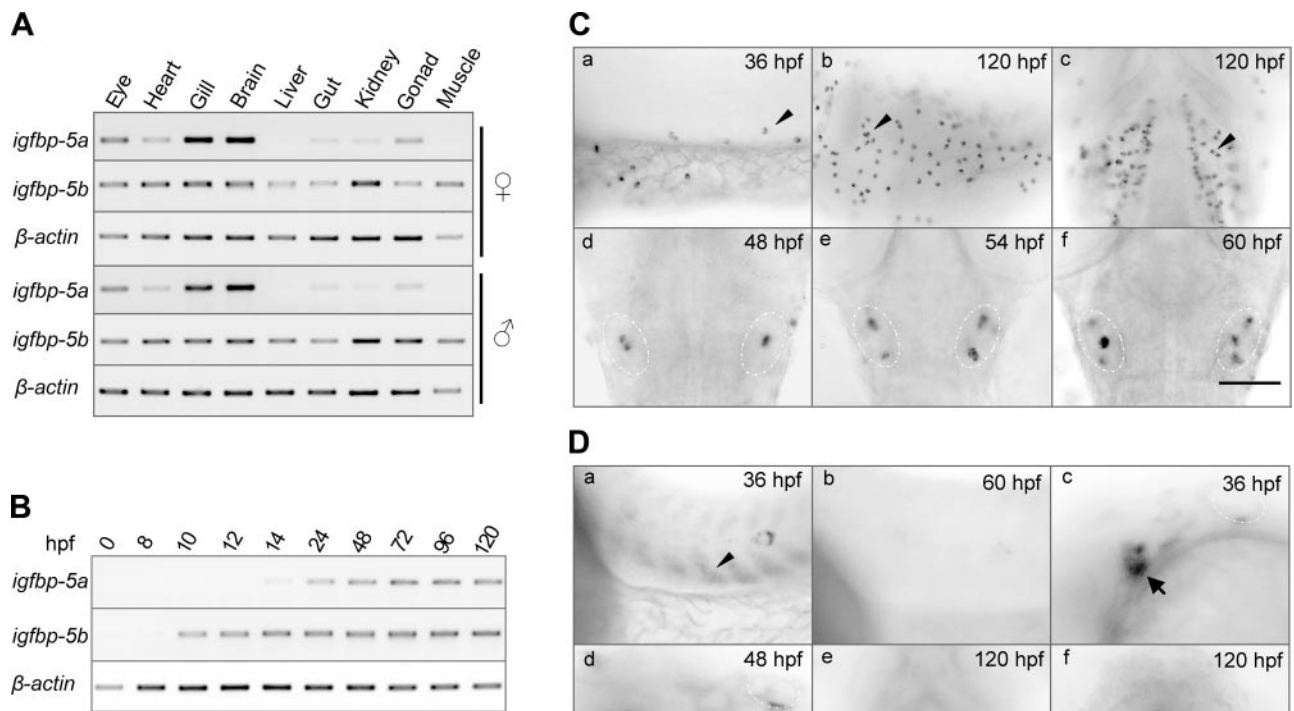 A
Eye Heart Gill Brain Liver Gut Kidney Gonad Muscle
igfbp-5a
igfbp-5b
♀
β-actin
igfbp-5a
igfbp-5b
♂
β-actin
B
hpf 0 8 10 12 14 24 48 72 96 120
igfbp-5a
igfbp-5b
β-actin
C
a 36 hpf b 120 hpf c 120 hpf
d 48 hpf e 54 hpf f 60 hpf
D
a 36 hpf b 60 hpf c 36 hpf
d 48 hpf e 120 hpf f 120 hpf